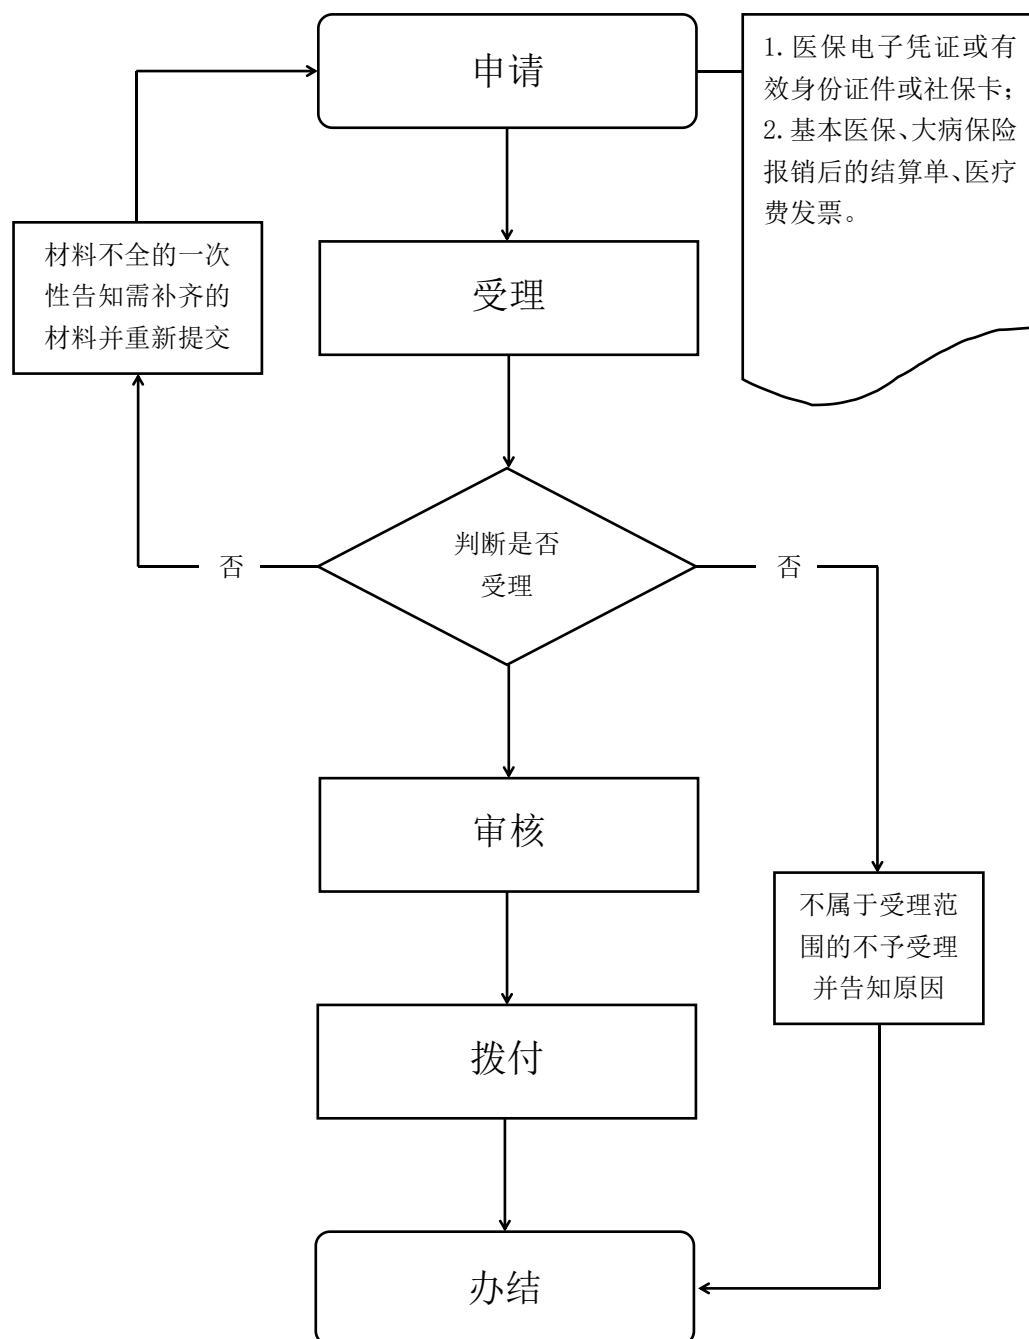 申请
1. 医保电子凭证或有
效身份证件或社保卡；
2. 基本医保、大病保险
报销后的结算单、医疗
费发票。
材料不全的一次
性告知需补齐的
材料并重新提交
受理
判断是否
受理
否
否
审核
不属于受理范
围的不予受理
并告知原因
拨付
办结